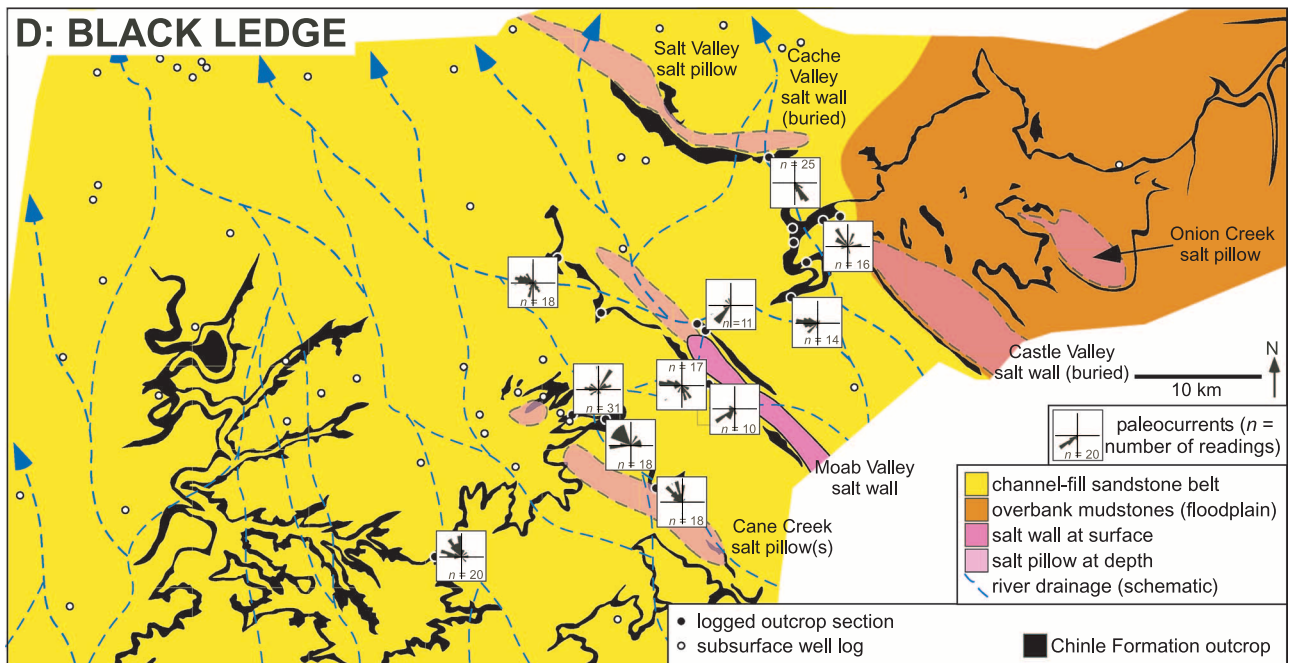 D: BLACK LEDGE
Salt Valley
salt pillow
Cache
Valley
salt wall
(buried)
n = 25
Onion Creek
salt pillow
n = 16
n = 18
n = 11
n = 14
Castle Valley
salt wall (buried)
N
10 km
n = 17
n = 31
n = 10
n = 18
Moab Valley
salt wall
n = 18
Cane Creek
salt pillow(s)
n = 20
paleocurrents (n =
number of readings)
n = 20
channel-fill sandstone belt
overbank mudstones (floodplain)
salt wall at surface
salt pillow at depth
river drainage (schematic)
logged outcrop section
subsurface well log
Chinle Formation outcrop